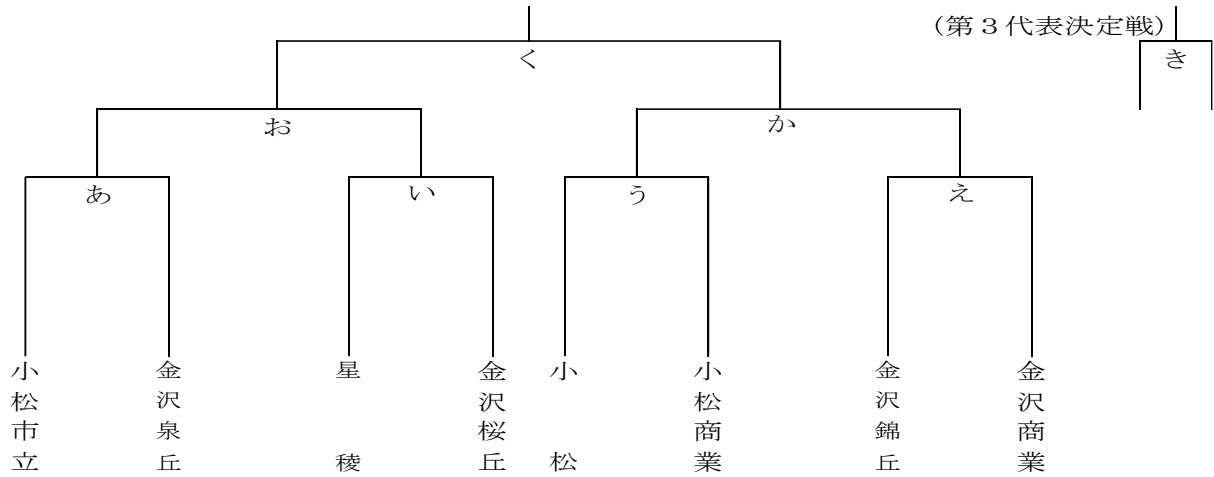 (第3代表決定戦)
き
く
お
か
あ
い
う
え
小松市立
金沢泉丘
星稜
金沢桜丘
小松
小松商業
金沢錦丘
金沢商業